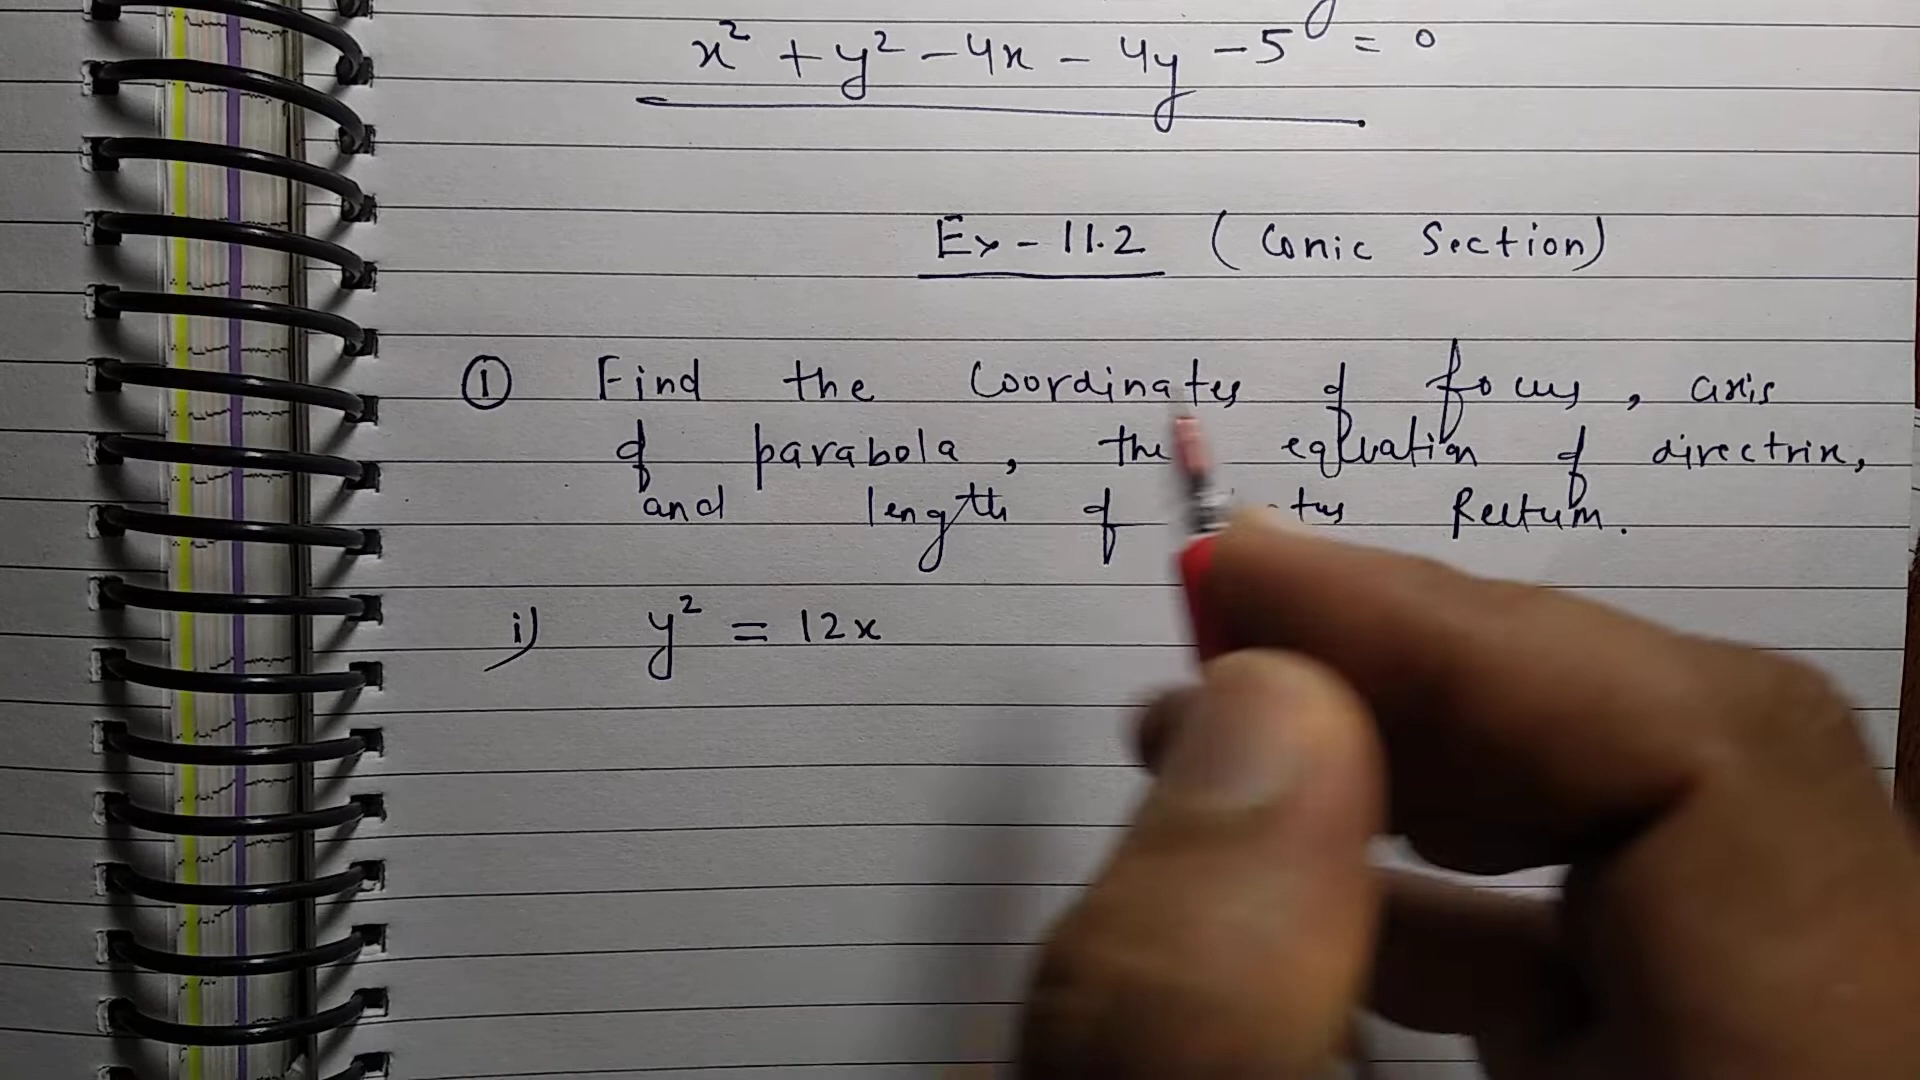 x² + y² - 4x - 4y - 5 = 0
Ex - 11.2 (Conic Section)
① Find the Coordinates of focus, axis
of parabola, the equation of directrix,
and length of Rectum.
i) y² = 12x